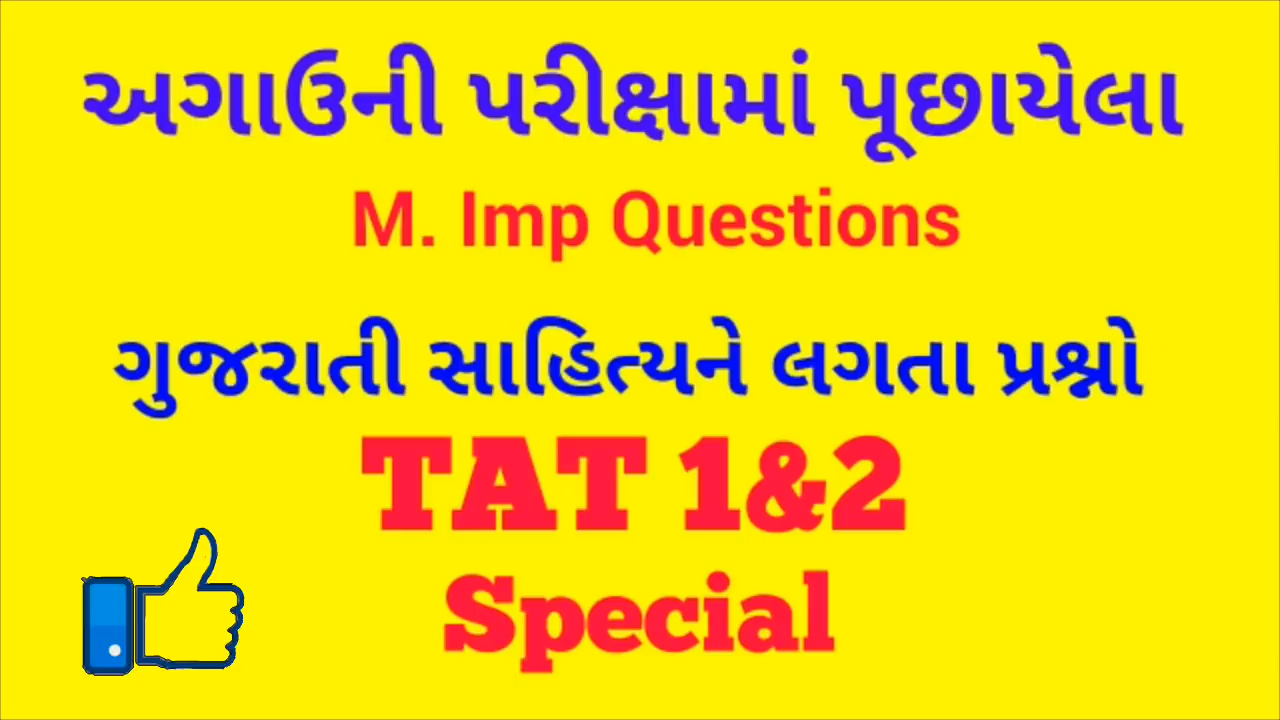 અગાઉની પરીક્ષામાં પૂછાયેલા
M. Imp Questions
ગુજરાતી સાહિત્યને લગતા પ્રશ્નો
TAT 1&2
Special